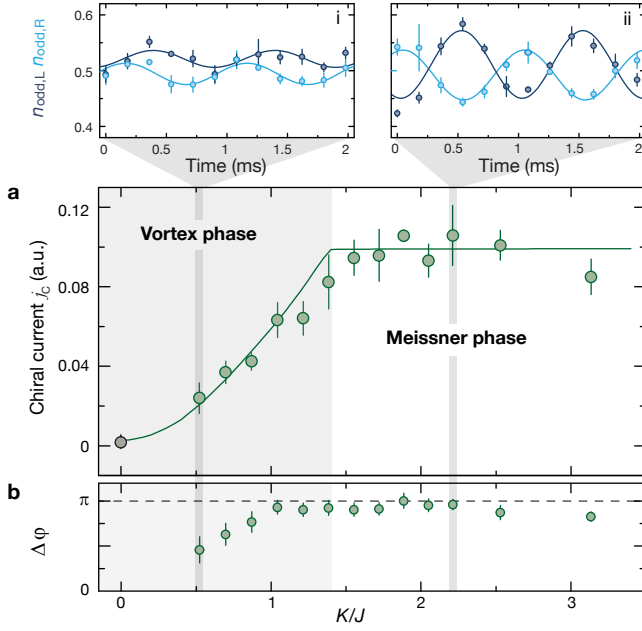 i
ii
n_odd,L n_odd,R
0.6
0.5
0.4
0
0.5
1
1.5
2
Time (ms)
0
0.5
1
1.5
2
Time (ms)
a
Vortex phase
Meissner phase
Chiral current j_c (a.u.)
0.12
0.08
0.04
0
b
Δφ
π
0
0
1
2
3
K/J